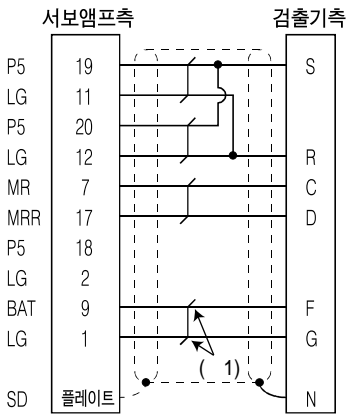 서보앰프측 검출기측
P5 19 S
LG 11
P5 20
LG 12 R
MR 7 C
MRR 17 D
P5 18
LG 2
BAT 9 F
LG 1 G
( 1)
SD 플레이트 N